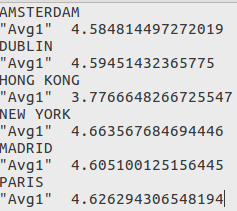 AMSTERDAM
"Avg1"  4.584814497272019
DUBLIN
"Avg1"  4.59451432365775
HONG KONG
"Avg1"  3.7766648266725547
NEW YORK
"Avg1"  4.663567684694446
MADRID
"Avg1"  4.605100125156445
PARIS
"Avg1"  4.626294306548194